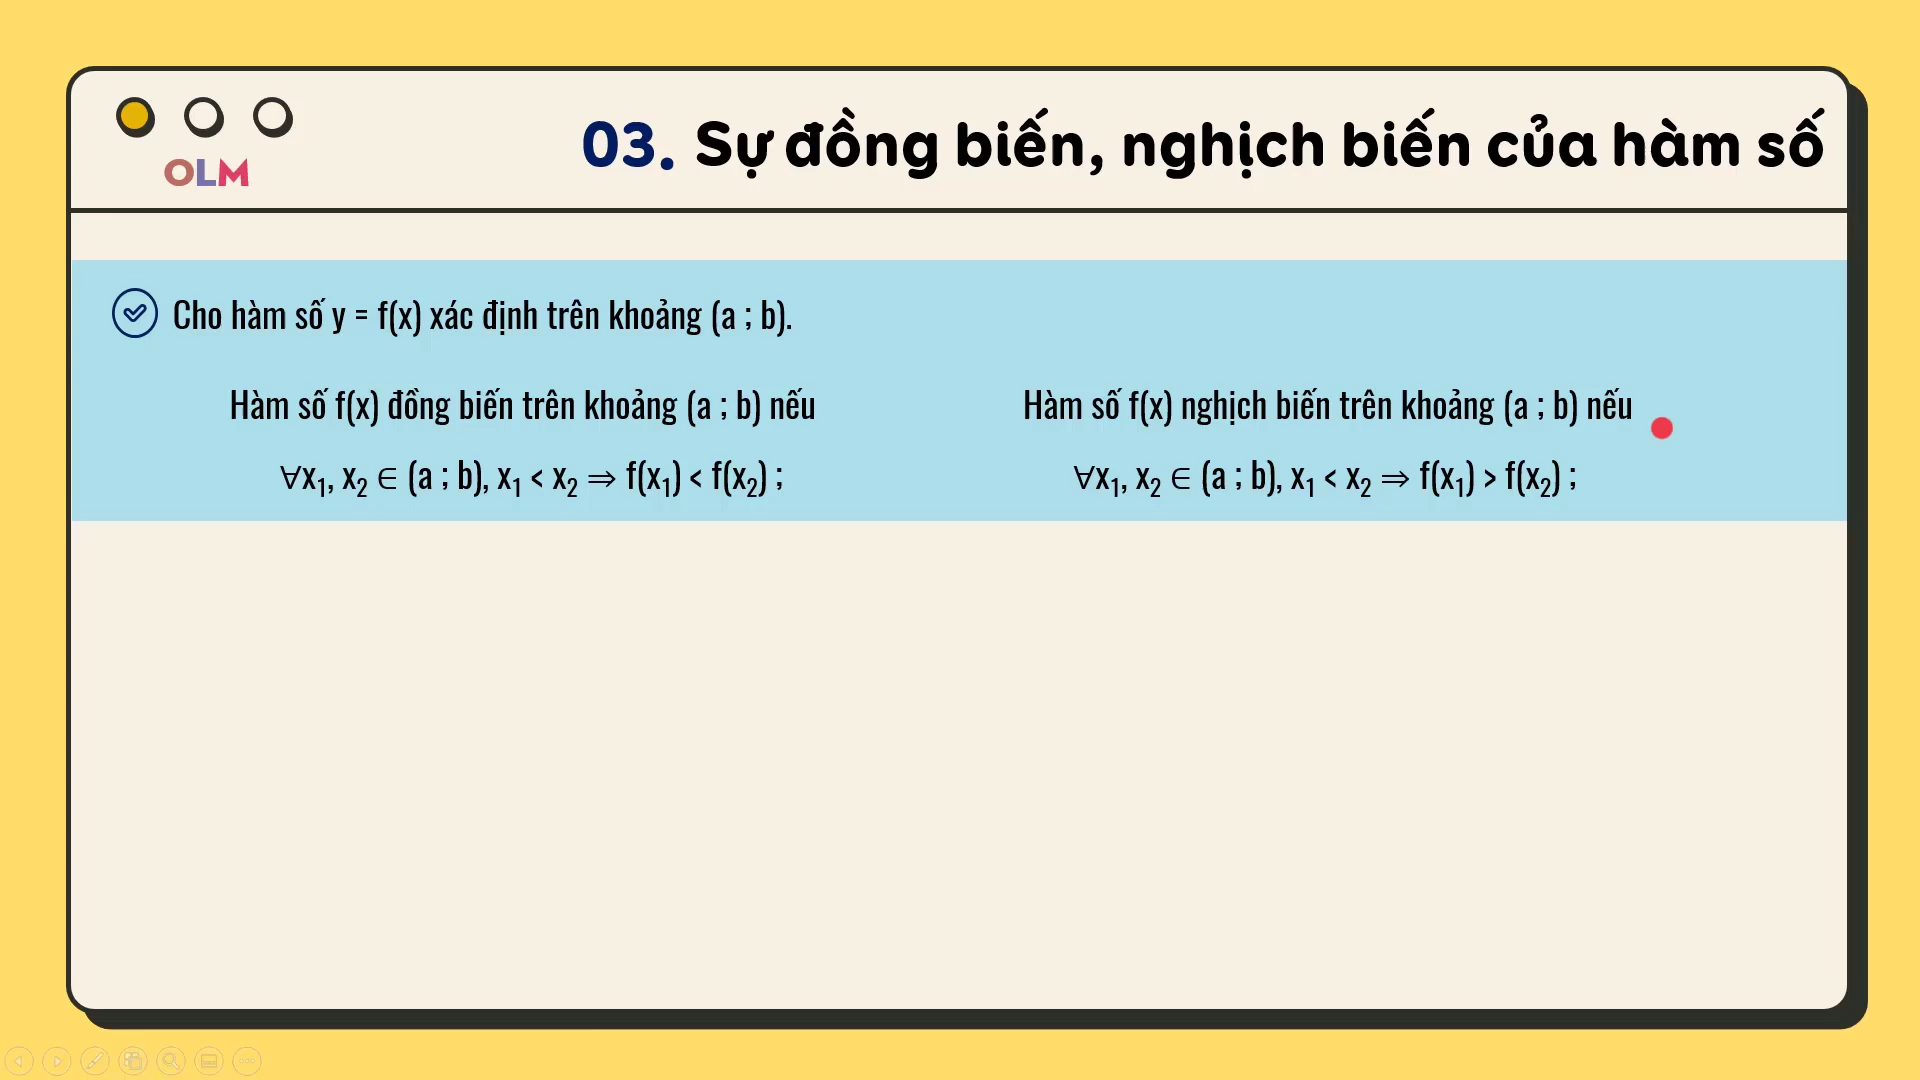 OLM
03. Sự đồng biến, nghịch biến của hàm số
Cho hàm số y = f(x) xác định trên khoảng (a ; b).
Hàm số f(x) đồng biến trên khoảng (a ; b) nếu
∀x₁, x₂ ∈ (a ; b), x₁ < x₂ ⇒ f(x₁) < f(x₂) ;
Hàm số f(x) nghịch biến trên khoảng (a ; b) nếu
∀x₁, x₂ ∈ (a ; b), x₁ < x₂ ⇒ f(x₁) > f(x₂) ;